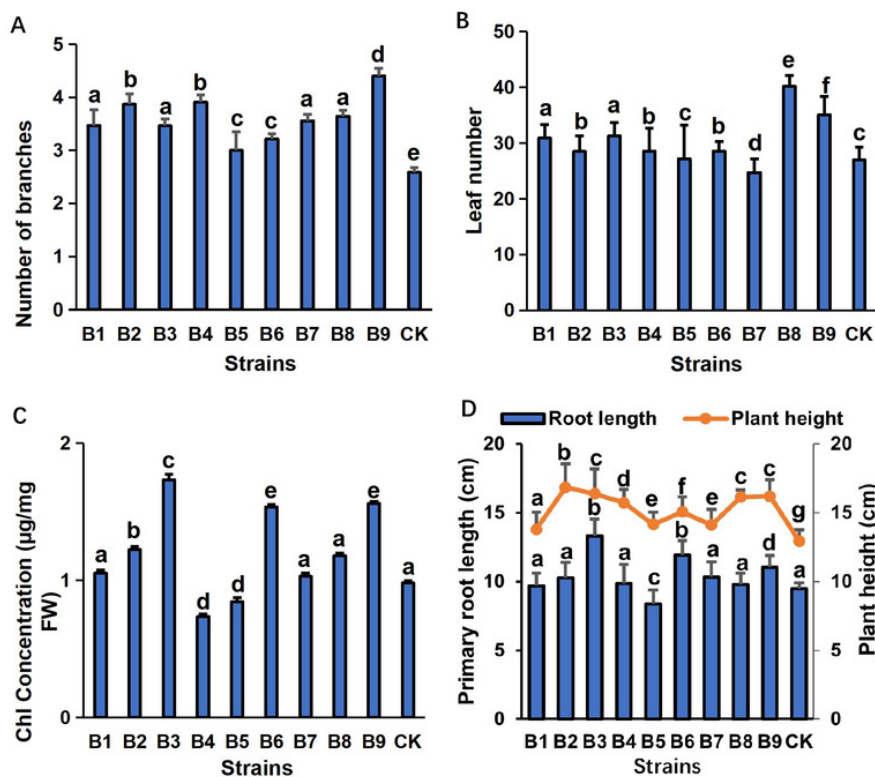 A
Number of branches
5
4
3
2
1
0
a b a b c c a a d e
B1 B2 B3 B4 B5 B6 B7 B8 B9 CK
Strains
B
Leaf number
50
40
30
20
10
0
a b a b c b d e f c
B1 B2 B3 B4 B5 B6 B7 B8 B9 CK
Strains
C
Chl Concentration (μg/mg
FW)
2
1
0
a b c d d e a a e a
B1 B2 B3 B4 B5 B6 B7 B8 B9 CK
Strains
D
Root length Plant height
Primary root length (cm)
20
15
10
5
0
a b c d e f e c c g
a a b a c b a a d a
20
15
10
5
0
Plant height (cm)
B1 B2 B3 B4 B5 B6 B7 B8 B9 CK
Strains